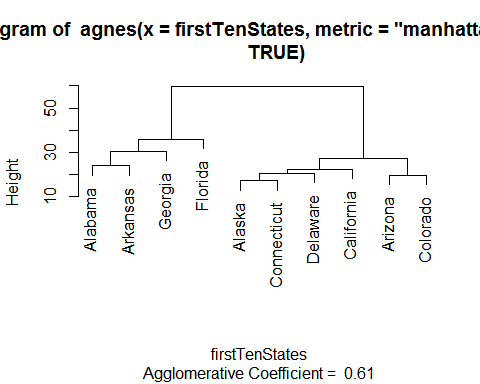 gram of agnes(x = firstTenStates, metric = "manhatta
TRUE)
Height
10
30
50
Alabama
Arkansas
Georgia
Florida
Alaska
Connecticut
Delaware
California
Arizona
Colorado
firstTenStates
Agglomerative Coefficient = 0.61